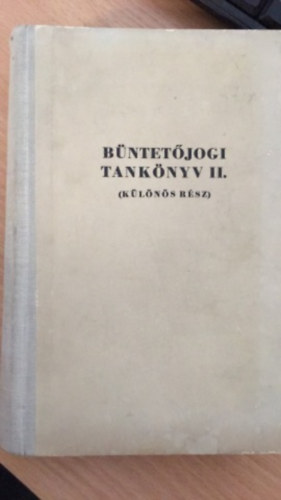 BÜNTETŐJOGI
TANKÖNYV II.
(KÜLÖNÖS RÉSZ)